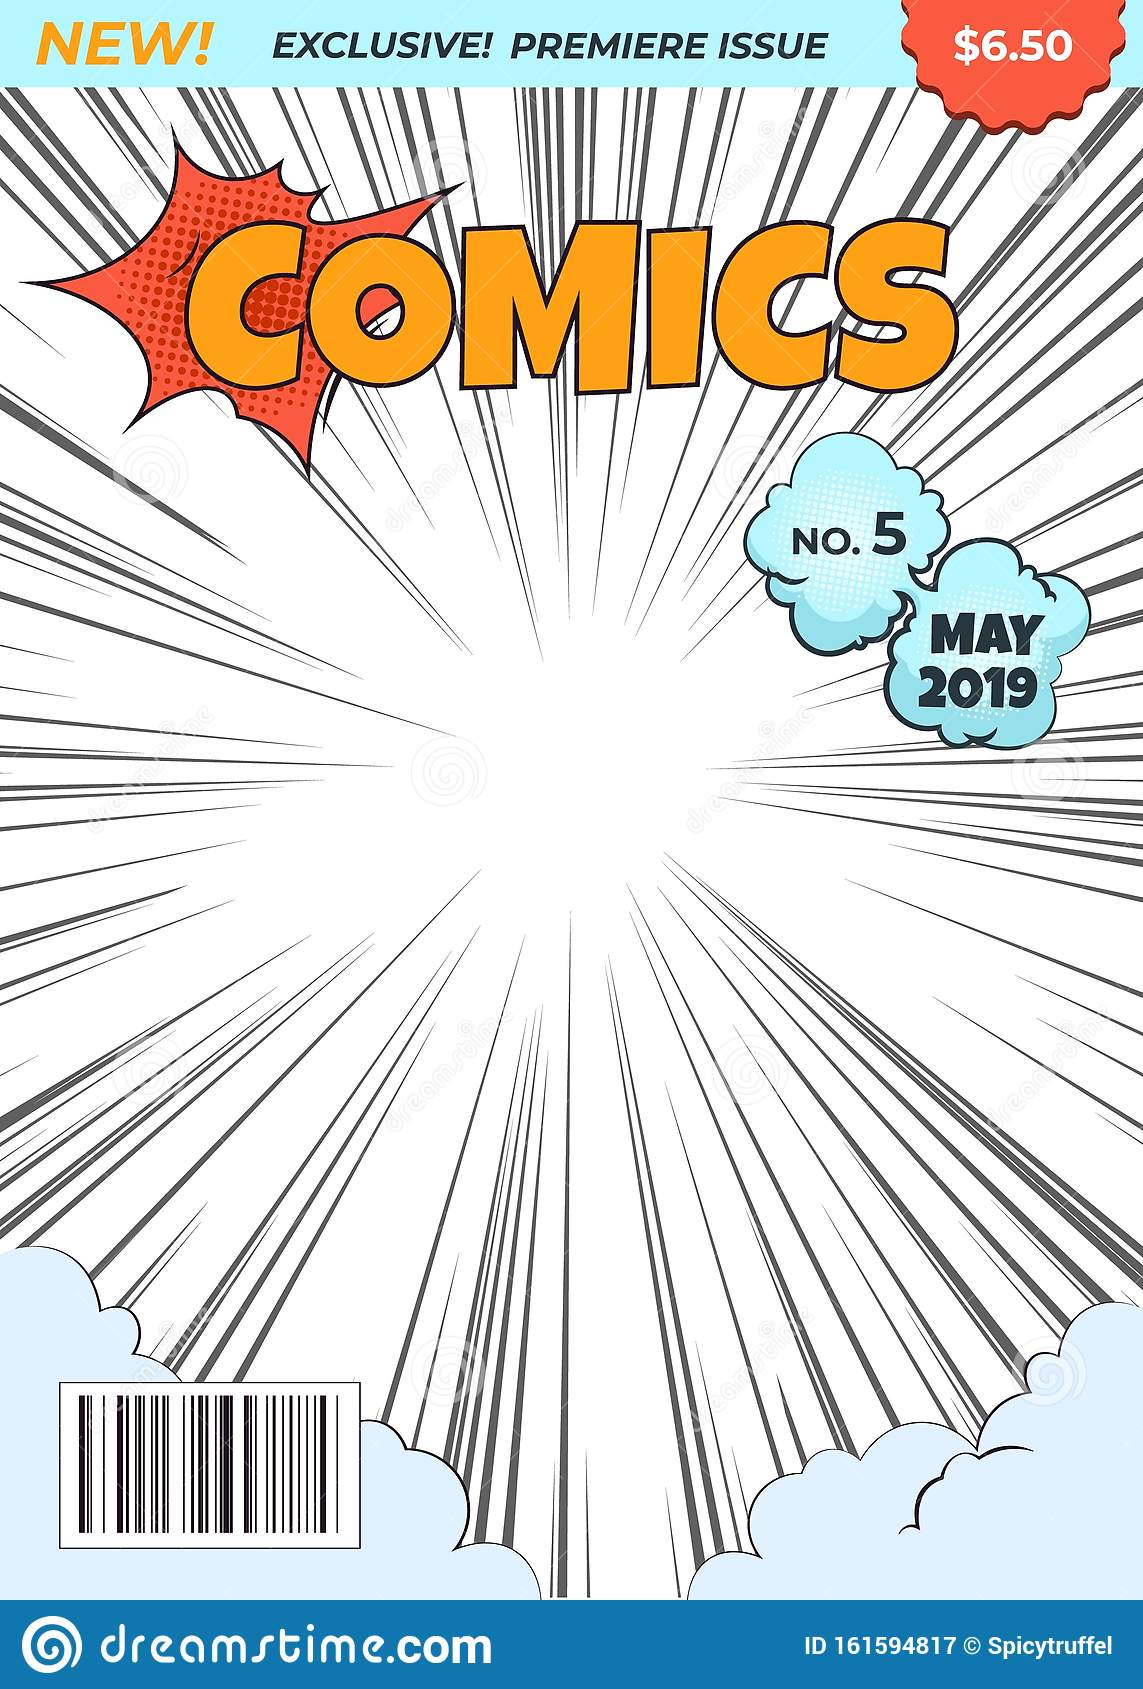 NEW!
EXCLUSIVE! PREMIERE ISSUE
$6.50
COMICS
NO. 5
MAY
2019
dreamstime.com
ID 161594817 © Spicytruffel